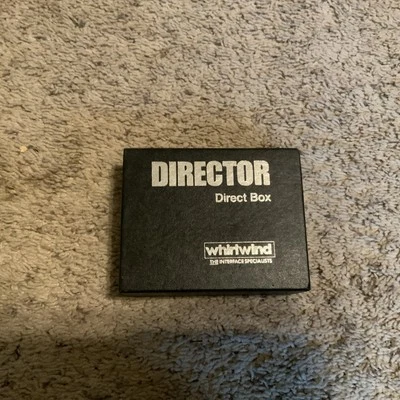 DIRECTOR
Direct Box
whirlwind
THE INTERFACE SPECIALISTS